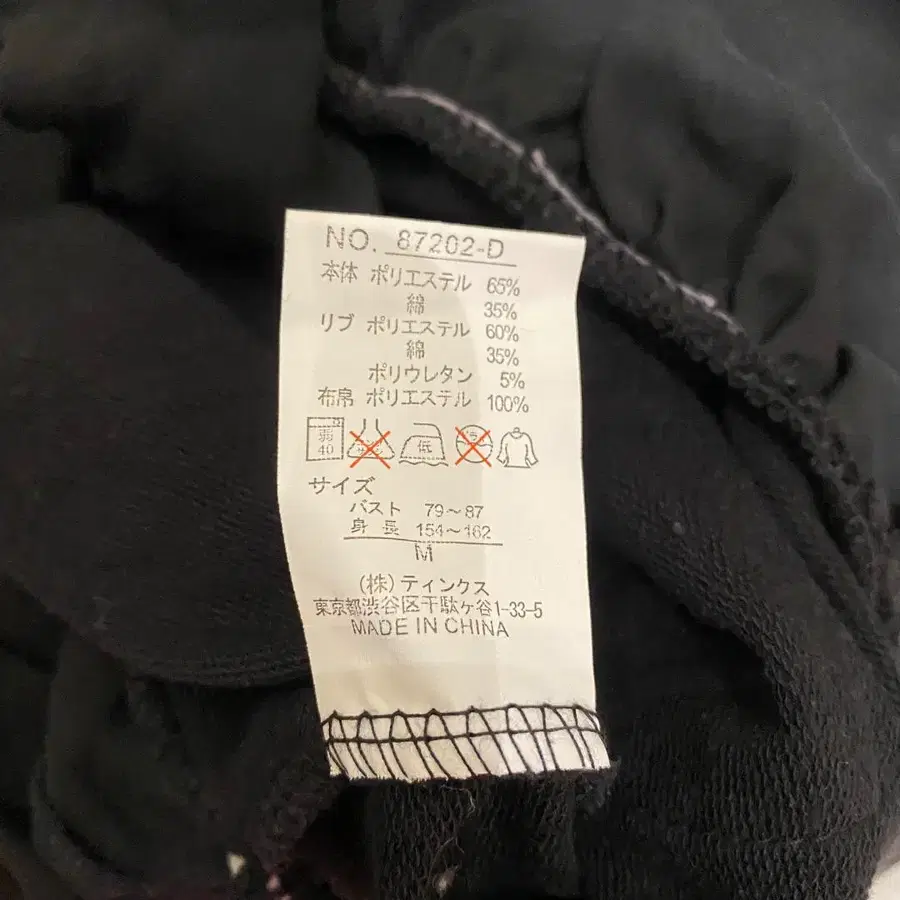 NO. 87202-D
本体 ポリエステル 65%
綿 35%
リブ ポリエステル 60%
綿 35%
ポリウレタン 5%
布帛 ポリエステル 100%
弱 40 低
サイズ
バスト 79〜87
身長 154〜162
M
(株)ティンクス
東京都渋谷区千駄ヶ谷1-33-5
MADE IN CHINA